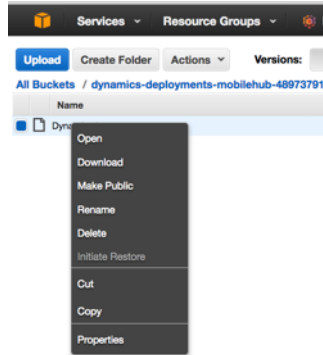 Services Resource Groups
Upload Create Folder Actions Versions:
All Buckets / dynamics-deployments-mobilehub-48973791
Name
Dyna
Open
Download
Make Public
Rename
Delete
Initiate Restore
Cut
Copy
Properties